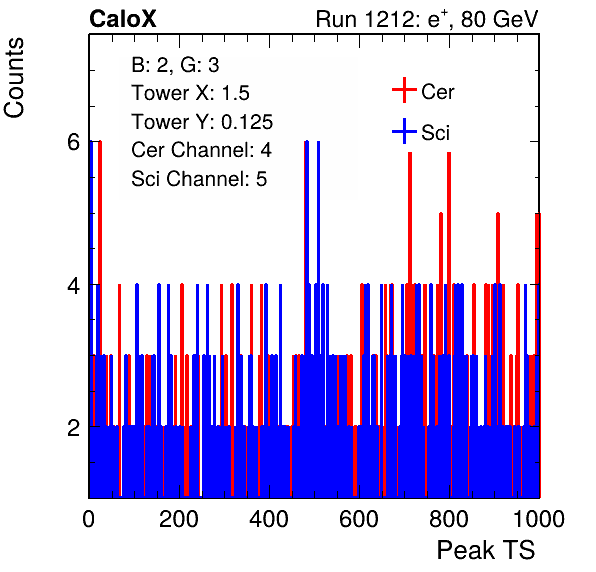 CaloX Run 1212: e+, 80 GeV
Counts
B: 2, G: 3
Tower X: 1.5
Tower Y: 0.125
Cer Channel: 4
Sci Channel: 5
Cer
Sci
6
4
2
0 200 400 600 800 1000
Peak TS